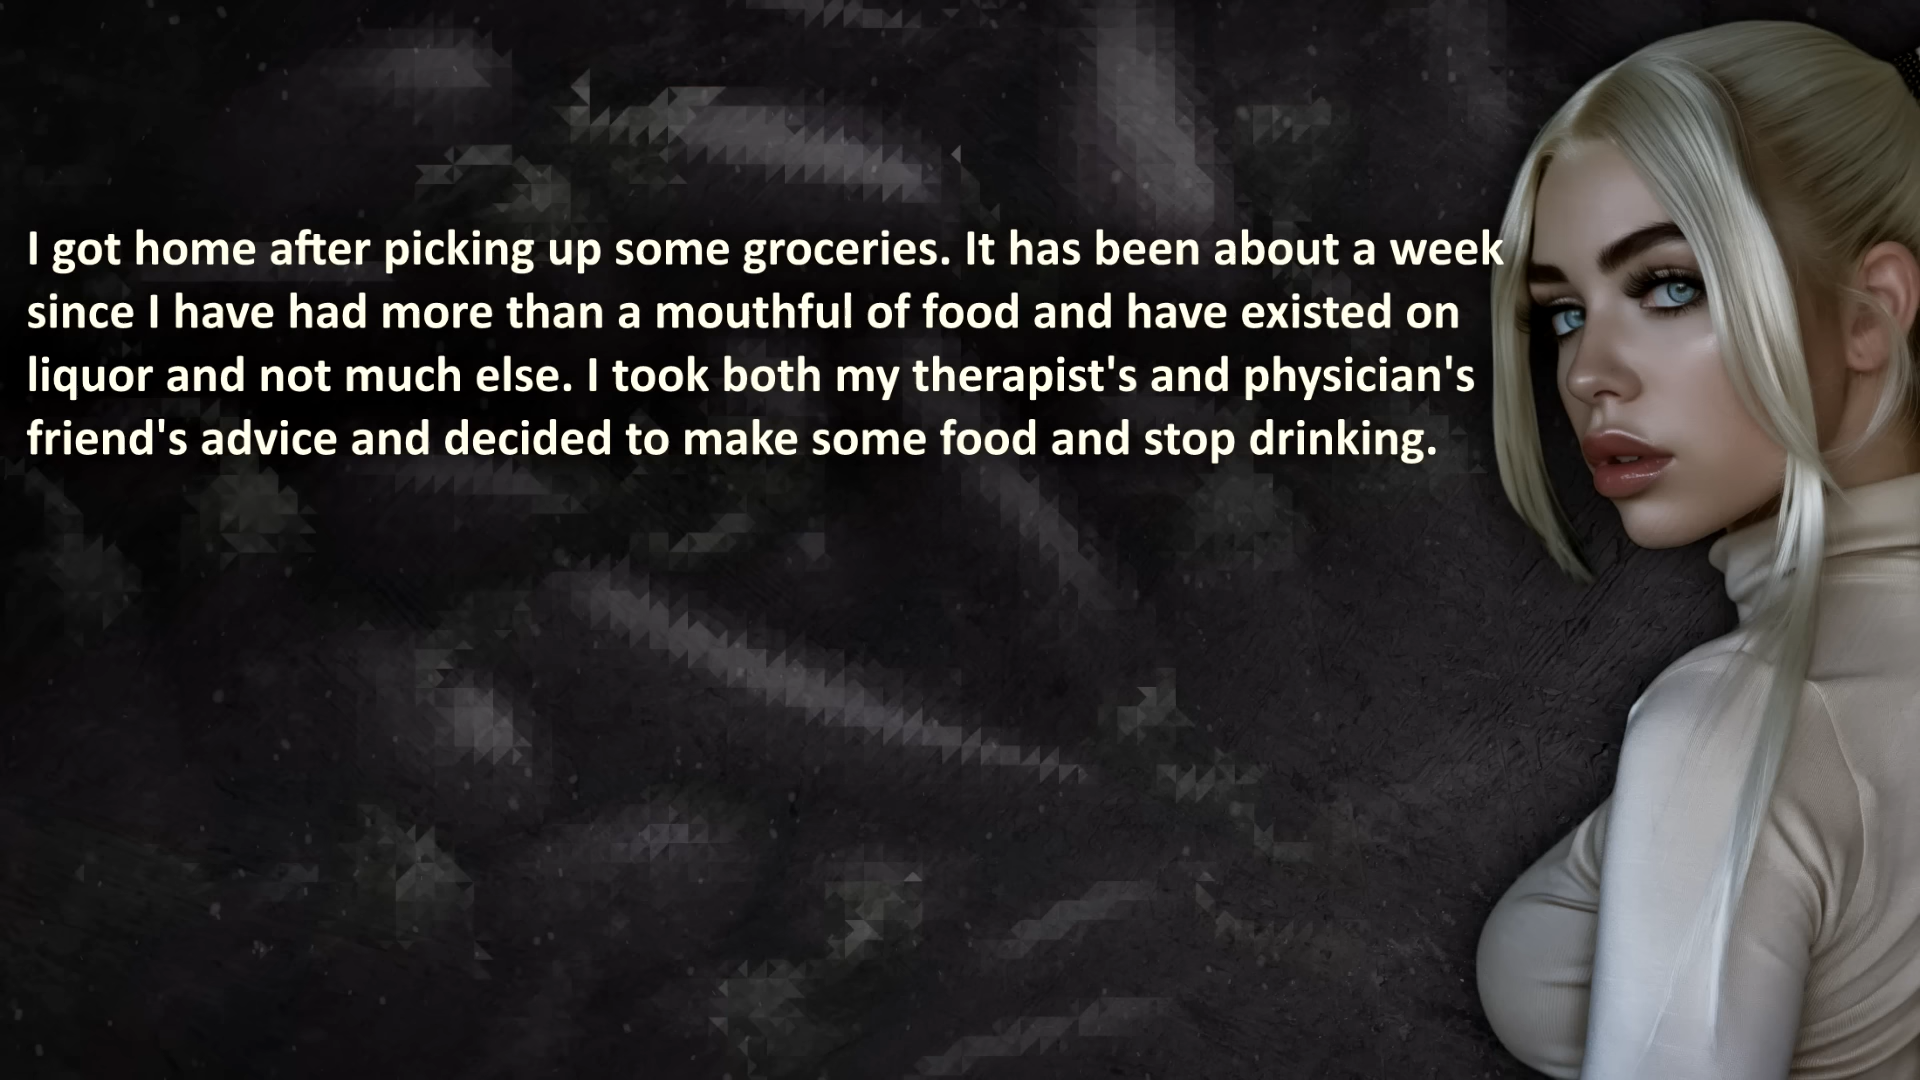 I got home after picking up some groceries. It has been about a week
since I have had more than a mouthful of food and have existed on
liquor and not much else. I took both my therapist's and physician's
friend's advice and decided to make some food and stop drinking.